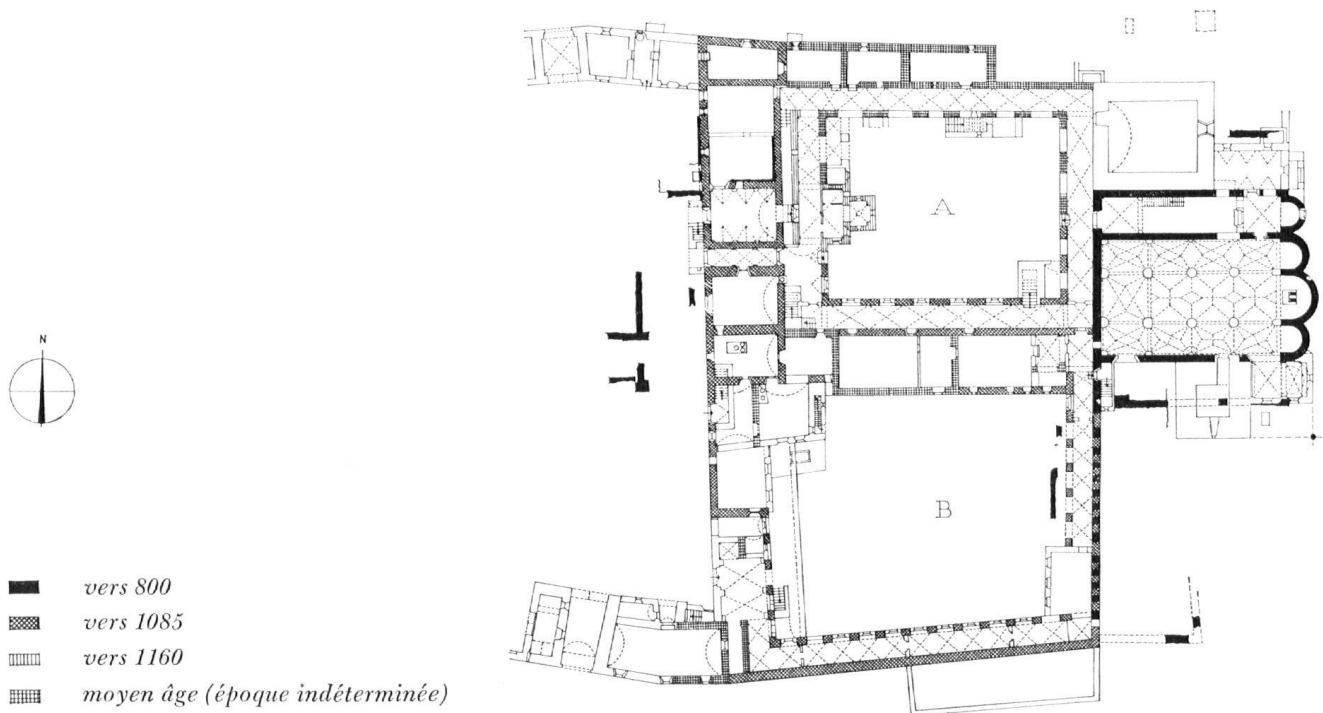 N
A
B
vers 800
vers 1085
vers 1160
moyen âge (époque indéterminée)